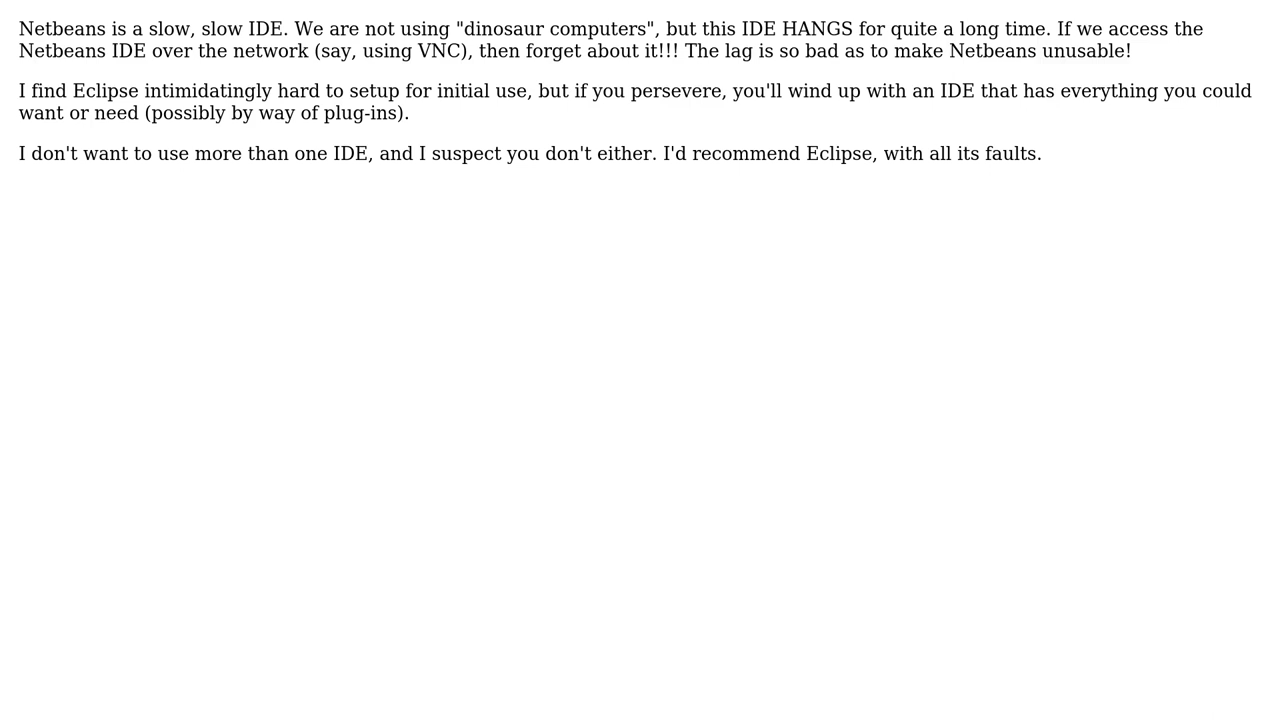 Netbeans is a slow, slow IDE. We are not using "dinosaur computers", but this IDE HANGS for quite a long time. If we access the
Netbeans IDE over the network (say, using VNC), then forget about it!!! The lag is so bad as to make Netbeans unusable!
I find Eclipse intimidatingly hard to setup for initial use, but if you persevere, you'll wind up with an IDE that has everything you could
want or need (possibly by way of plug-ins).
I don't want to use more than one IDE, and I suspect you don't either. I'd recommend Eclipse, with all its faults.